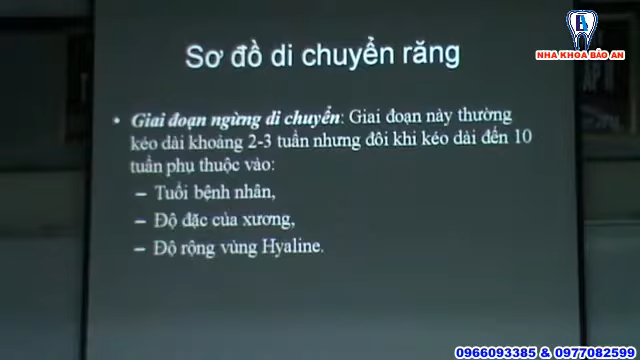 NHA KHOA BẢO AN
Sơ đồ di chuyển răng
• Giai đoạn ngừng di chuyển: Giai đoạn này thường
kéo dài khoảng 2-3 tuần nhưng đôi khi kéo dài đến 10
tuần phụ thuộc vào:
– Tuổi bệnh nhân,
– Độ đặc của xương,
– Độ rộng vùng Hyaline.
0966093385 & 0977082599